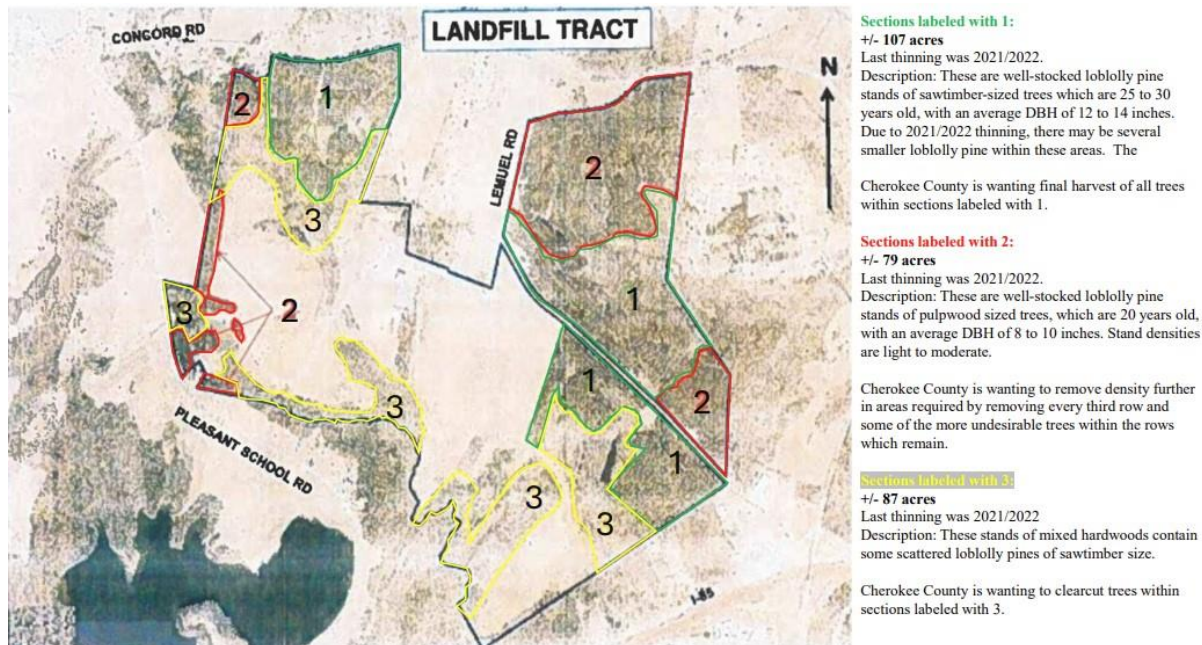 LANDFILL TRACT
CONCORD RD
N
1
2
LEMUEL RD
2
3
3
2
1
1
2
3
1
PLEASANT SCHOOL RD
3
3
I-85
Sections labeled with 1:
+/- 107 acres
Last thinning was 2021/2022.
Description: These are well-stocked loblolly pine
stands of sawtimber-sized trees which are 25 to 30
years old, with an average DBH of 12 to 14 inches.
Due to 2021/2022 thinning, there may be several
smaller loblolly pine within these areas. The
Cherokee County is wanting final harvest of all trees
within sections labeled with 1.
Sections labeled with 2:
+/- 79 acres
Last thinning was 2021/2022.
Description: These are well-stocked loblolly pine
stands of pulpwood sized trees, which are 20 years old,
with an average DBH of 8 to 10 inches. Stand densities
are light to moderate.
Cherokee County is wanting to remove density further
in areas required by removing every third row and
some of the more undesirable trees within the rows
which remain.
Sections labeled with 3:
+/- 87 acres
Last thinning was 2021/2022
Description: These stands of mixed hardwoods contain
some scattered loblolly pines of sawtimber size.
Cherokee County is wanting to clearcut trees within
sections labeled with 3.